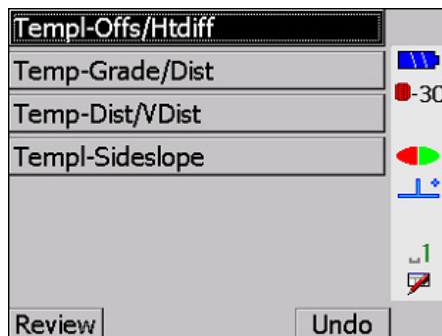 Templ-Offs/Htdiff
Temp-Grade/Dist
Temp-Dist/VDist
Templ-Sideslope
-30
1
Review
Undo